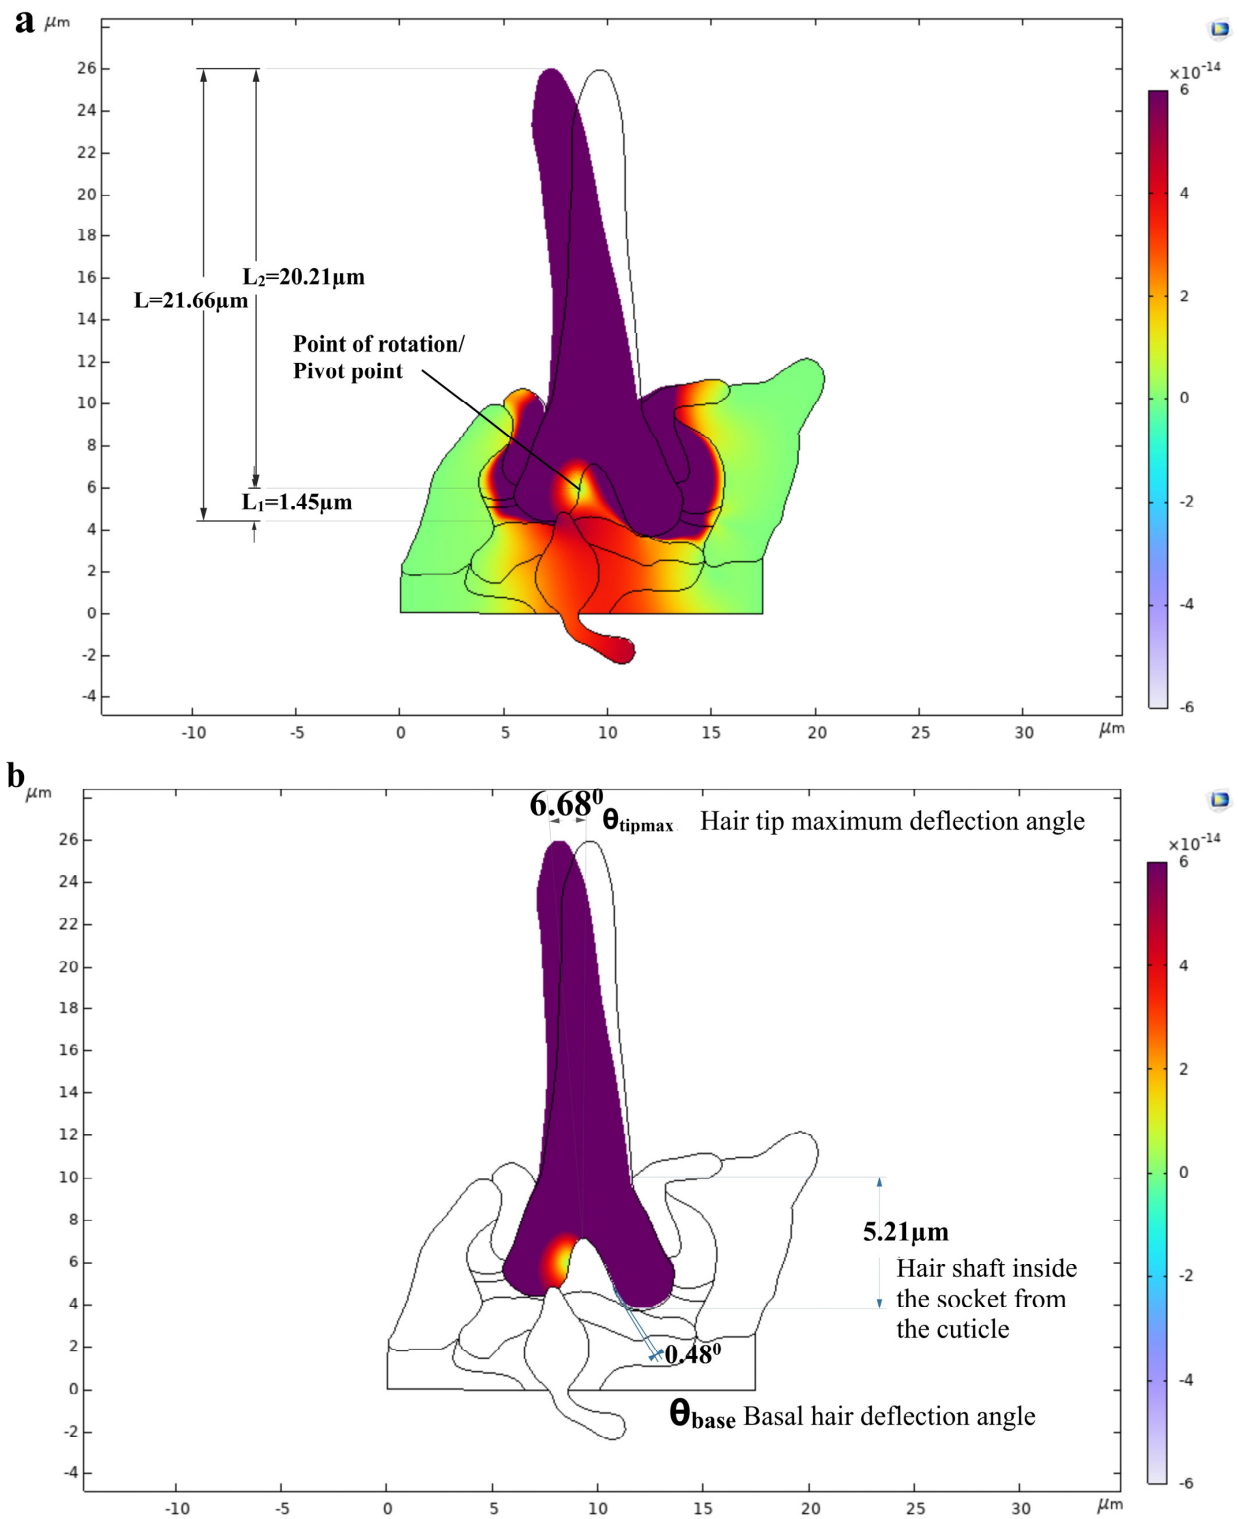 a
μm
×10⁻¹⁴
26
24
22
20
18
16
14
12
10
8
6
4
2
0
-2
-4
L₂=20.21μm
L=21.66μm
Point of rotation/
Pivot point
L₁=1.45μm
6
4
2
0
-2
-4
-6
-10 -5 0 5 10 15 20 25 30 μm
b
μm
6.68⁰
θtipmax Hair tip maximum deflection angle
×10⁻¹⁴
26
24
22
20
18
16
14
12
10
8
6
4
2
0
-2
-4
5.21μm
Hair shaft inside
the socket from
the cuticle
0.48⁰
θbase Basal hair deflection angle
6
4
2
0
-2
-4
-6
-10 -5 0 5 10 15 20 25 30 μm